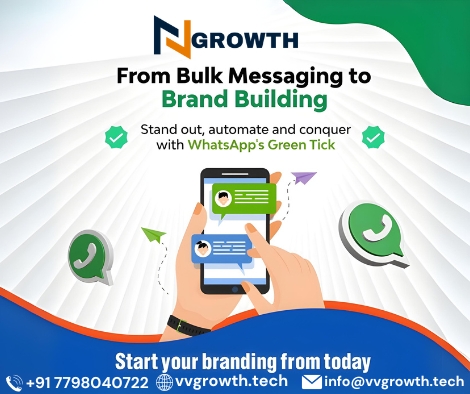 GROWTH
From Bulk Messaging to
Brand Building
Stand out, automate and conquer
with WhatsApp's Green Tick
Start your branding from today
+91 7798040722 vvgrowth.tech info@vvgrowth.tech